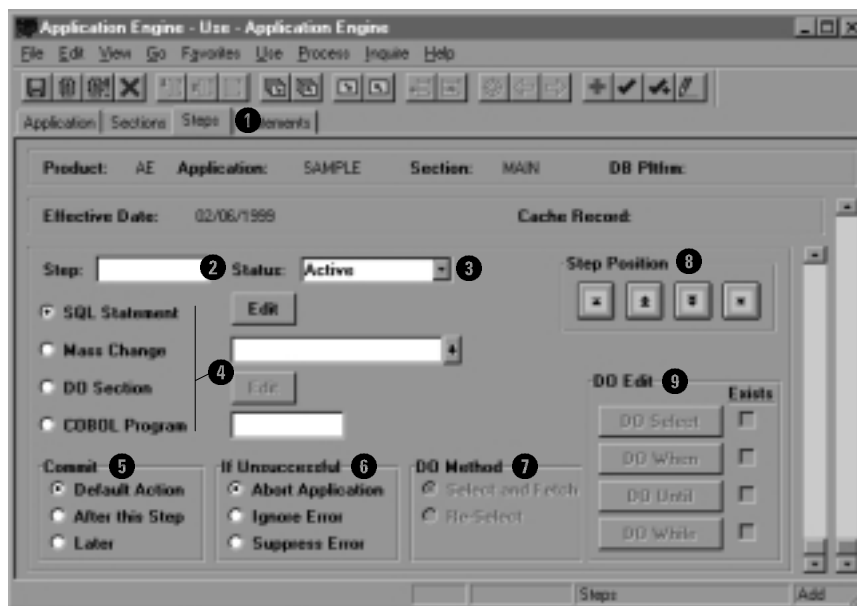 Application Engine - Use - Application Engine
File Edit View Go Favorites Use Process Inquire Help
Application Sections Steps 1 ements
Product: AE Application: SAMPLE Section: MAIN DB Pltfrm:
Effective Date: 02/06/1999 Cache Record:
Step: 2 Status: Active 3 Step Position 8
SQL Statement Edit
Mass Change
4
DO Section Edit
COBOL Program
DO Edit 9
Exists
DO Select
DO When
DO Until
DO While
Commit 5 If Unsuccessful 6 DO Method 7
Default Action Abort Application Select and Fetch
After this Step Ignore Error Re-Select
Later Suppress Error
Steps Add